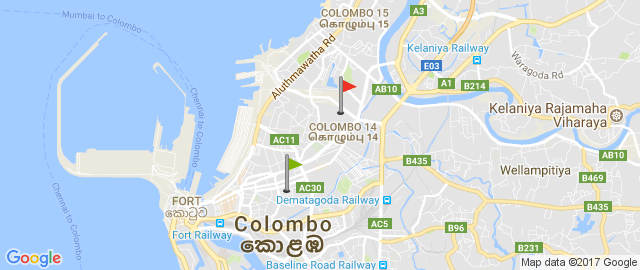 Mumbai to Colombo
COLOMBO 15
கொழும்பு 15
A3
Kelaniya Railway
Aluthmawatha Rd
E03
A1
B214
Waragoda Rd
AB10
Chennai to Colombo
Kelaniya Rajamaha
Viharaya
COLOMBO 14
கொழும்பு 14
AC11
B435
AB10
Chennai to Colombo
Wellampitiya
B469
AC30
FORT
කොටුව
Dematagoda Railway
B435
Colombo
කොළඹ
Fort Railway
AC5
B96
B231
Baseline Road Railway
Google
Map data ©2017 Google